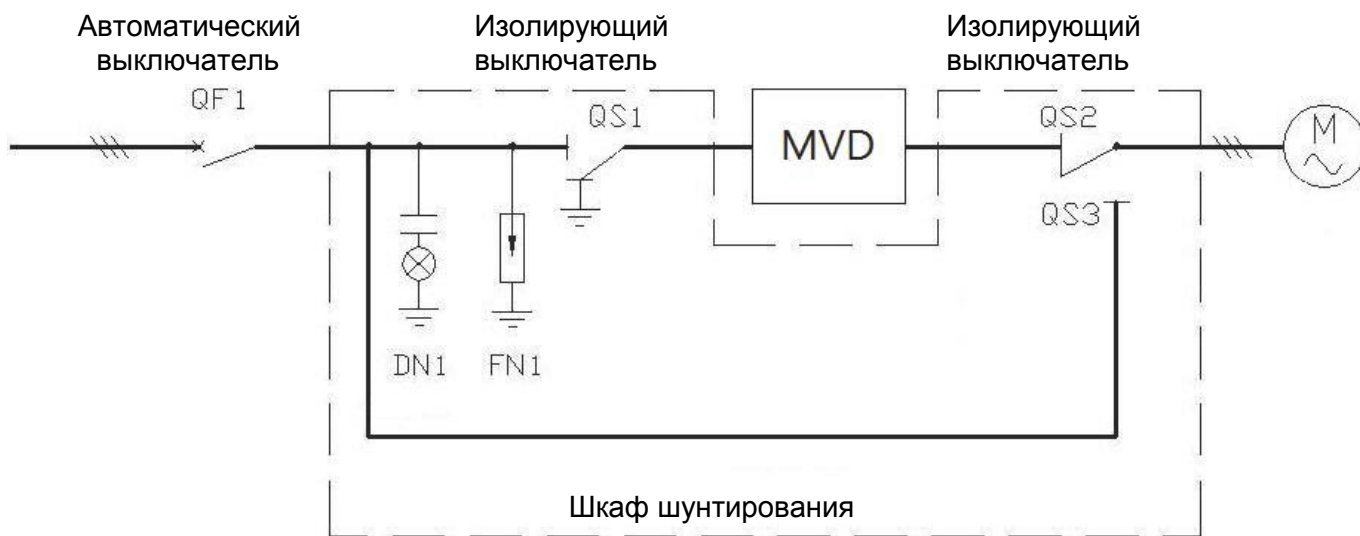 Автоматический
выключатель
Изолирующий
выключатель
Изолирующий
выключатель
QF1
QS1
MVD
QS2
M
QS3
DN1
FN1
Шкаф шунтирования